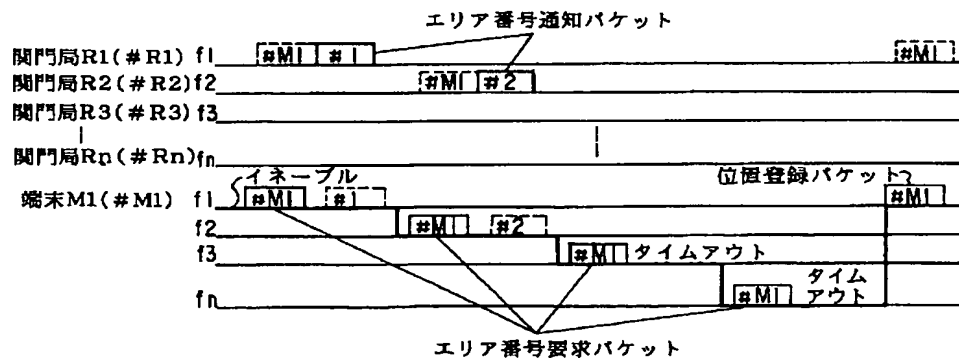 エリア番号通知パケット
関門局R1(#R1) f1 #M1 #1 #M1
関門局R2(#R2) f2 #M1 #2
関門局R3(#R3) f3
関門局Rn(#Rn) fn
イネーブル 位置登録パケット
端末M1(#M1) f1 #M1 #1 #M1
f2 #M1 #2
f3 #M1 タイムアウト
fn #M1 タイム
アウト
エリア番号要求パケット